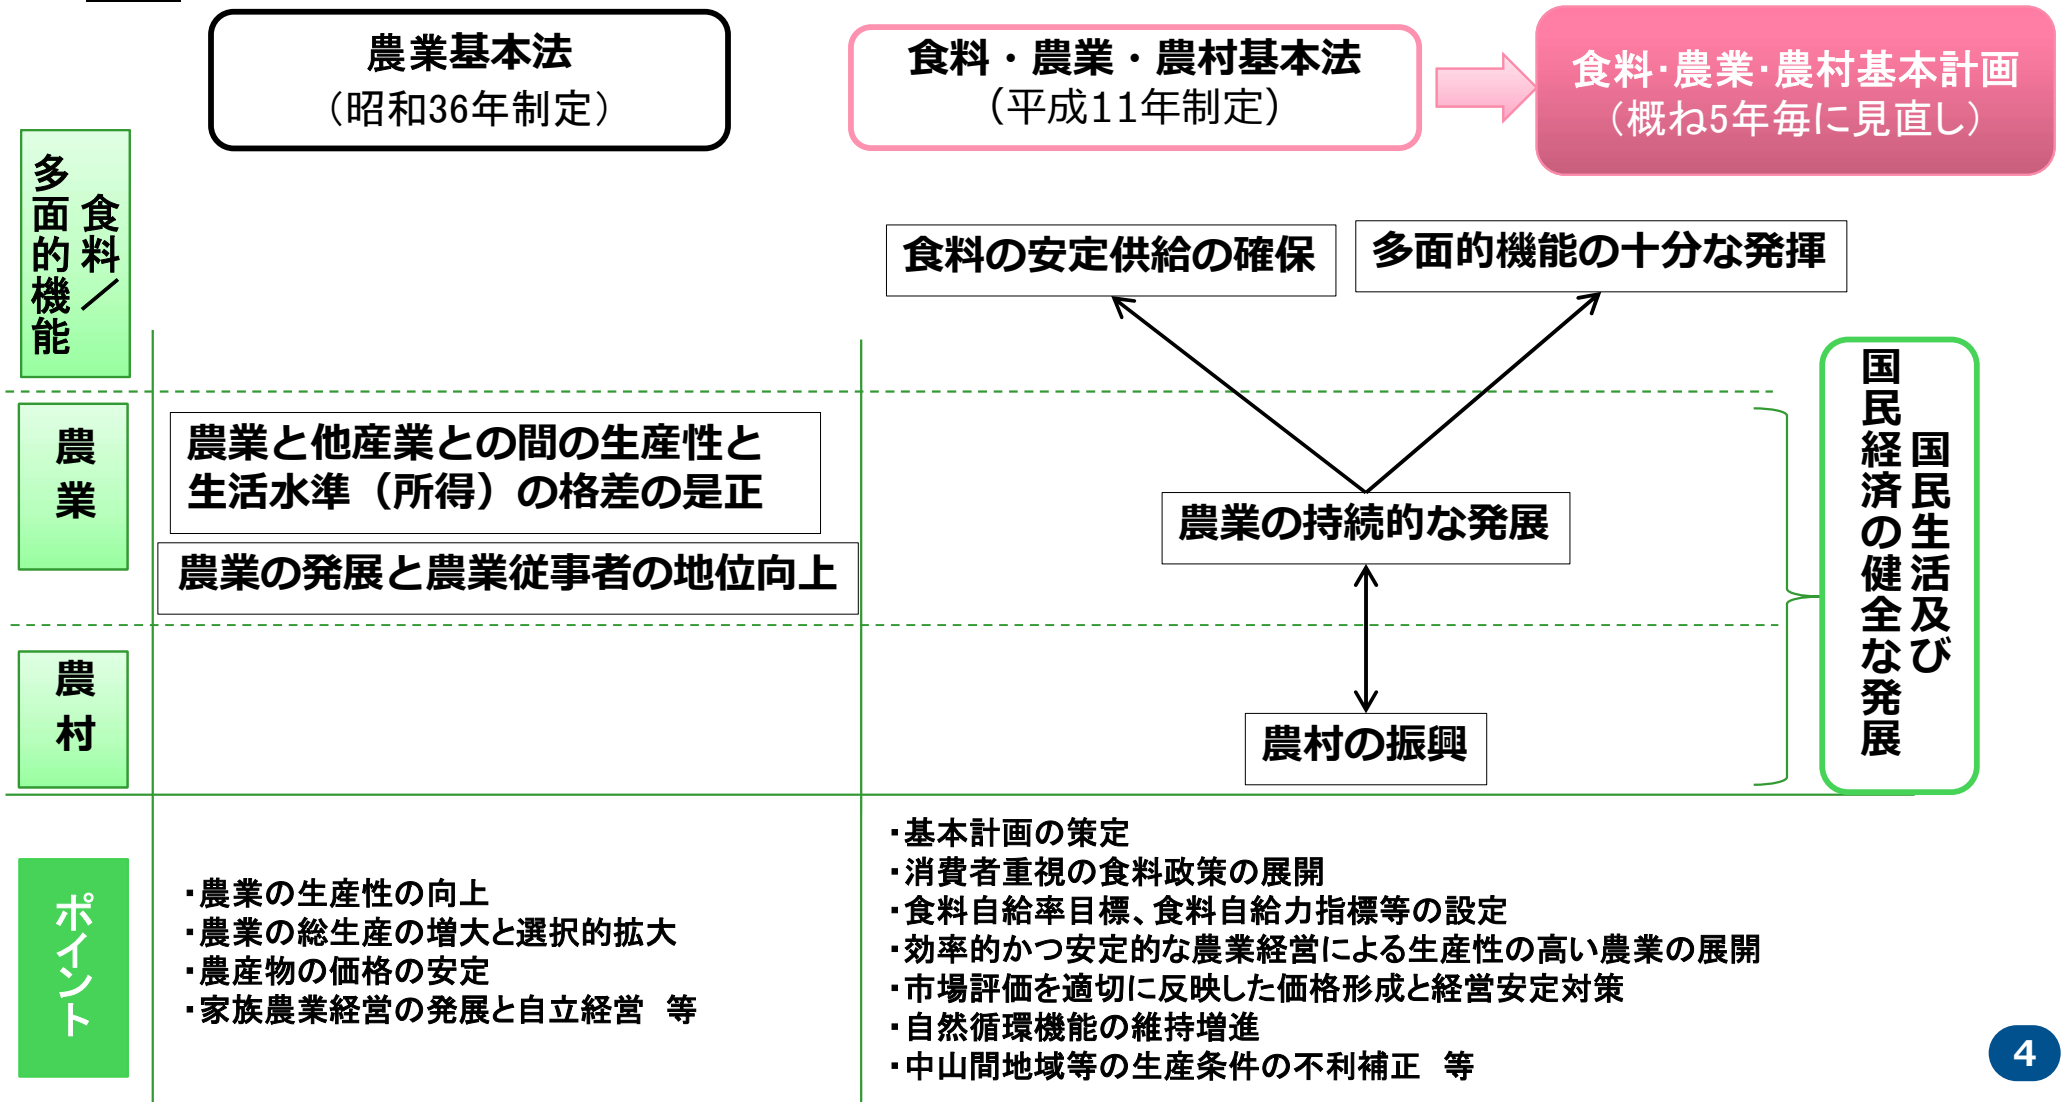 農業基本法
（昭和36年制定）
食料・農業・農村基本法
（平成11年制定）
食料・農業・農村基本計画
（概ね5年毎に見直し）
食料／
多面的機能
食料の安定供給の確保
多面的機能の十分な発揮
農業
農業と他産業との間の生産性と
生活水準（所得）の格差の是正
農業の発展と農業従事者の地位向上
農業の持続的な発展
農村
農村の振興
国民生活及び
国民経済の健全な発展
ポイント
・農業の生産性の向上
・農業の総生産の増大と選択的拡大
・農産物の価格の安定
・家族農業経営の発展と自立経営　等
・基本計画の策定
・消費者重視の食料政策の展開
・食料自給率目標、食料自給力指標等の設定
・効率的かつ安定的な農業経営による生産性の高い農業の展開
・市場評価を適切に反映した価格形成と経営安定対策
・自然循環機能の維持増進
・中山間地域等の生産条件の不利補正　等
4